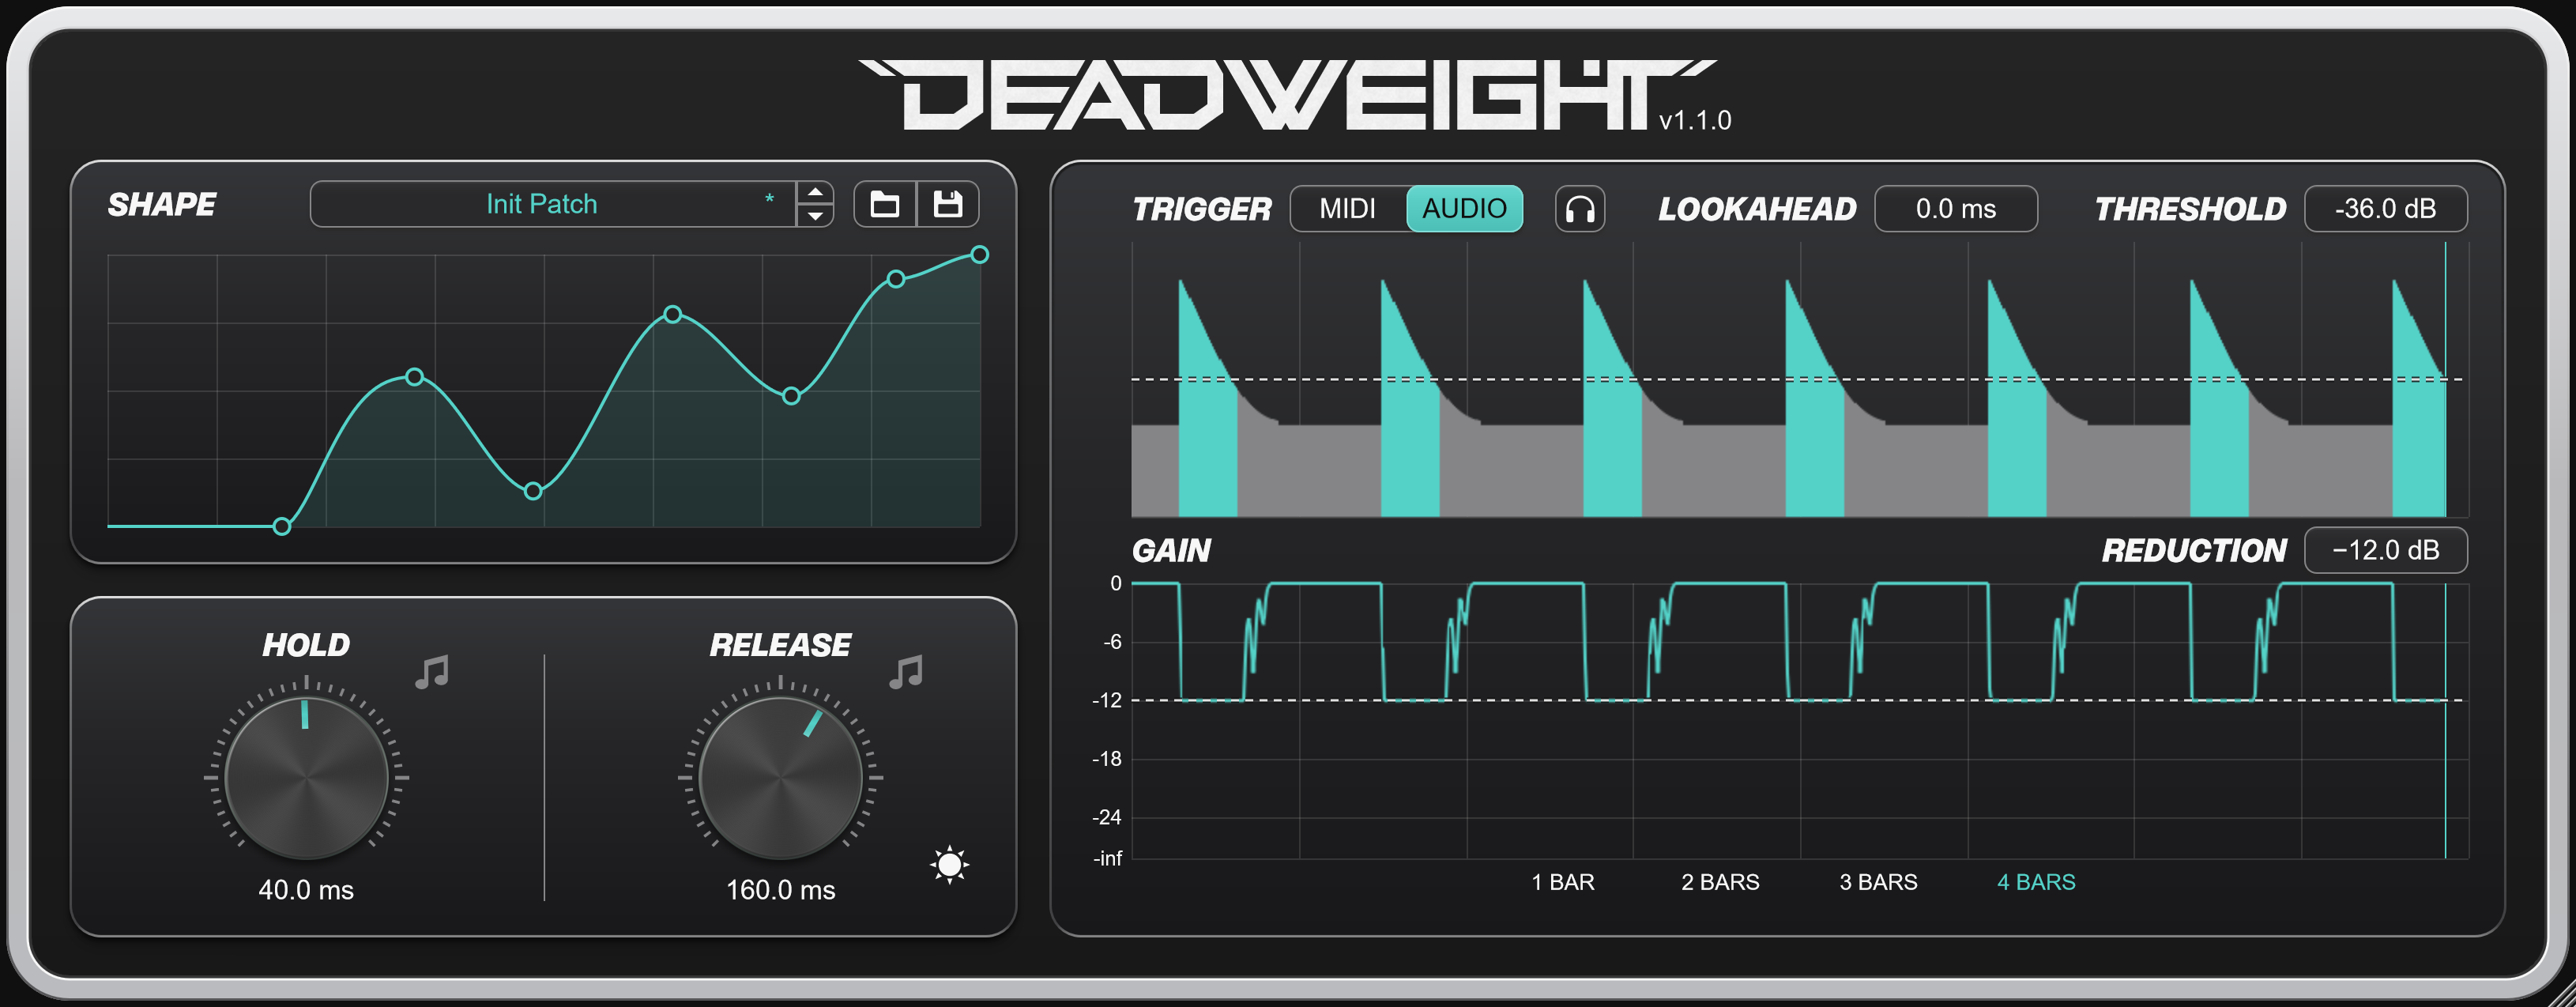 DEADWEIGHT v1.1.0
SHAPE Init Patch *
TRIGGER MIDI AUDIO LOOKAHEAD 0.0 ms THRESHOLD -36.0 dB
GAIN REDUCTION −12.0 dB
0
-6
-12
-18
-24
-inf
1 BAR 2 BARS 3 BARS 4 BARS
HOLD RELEASE
40.0 ms 160.0 ms